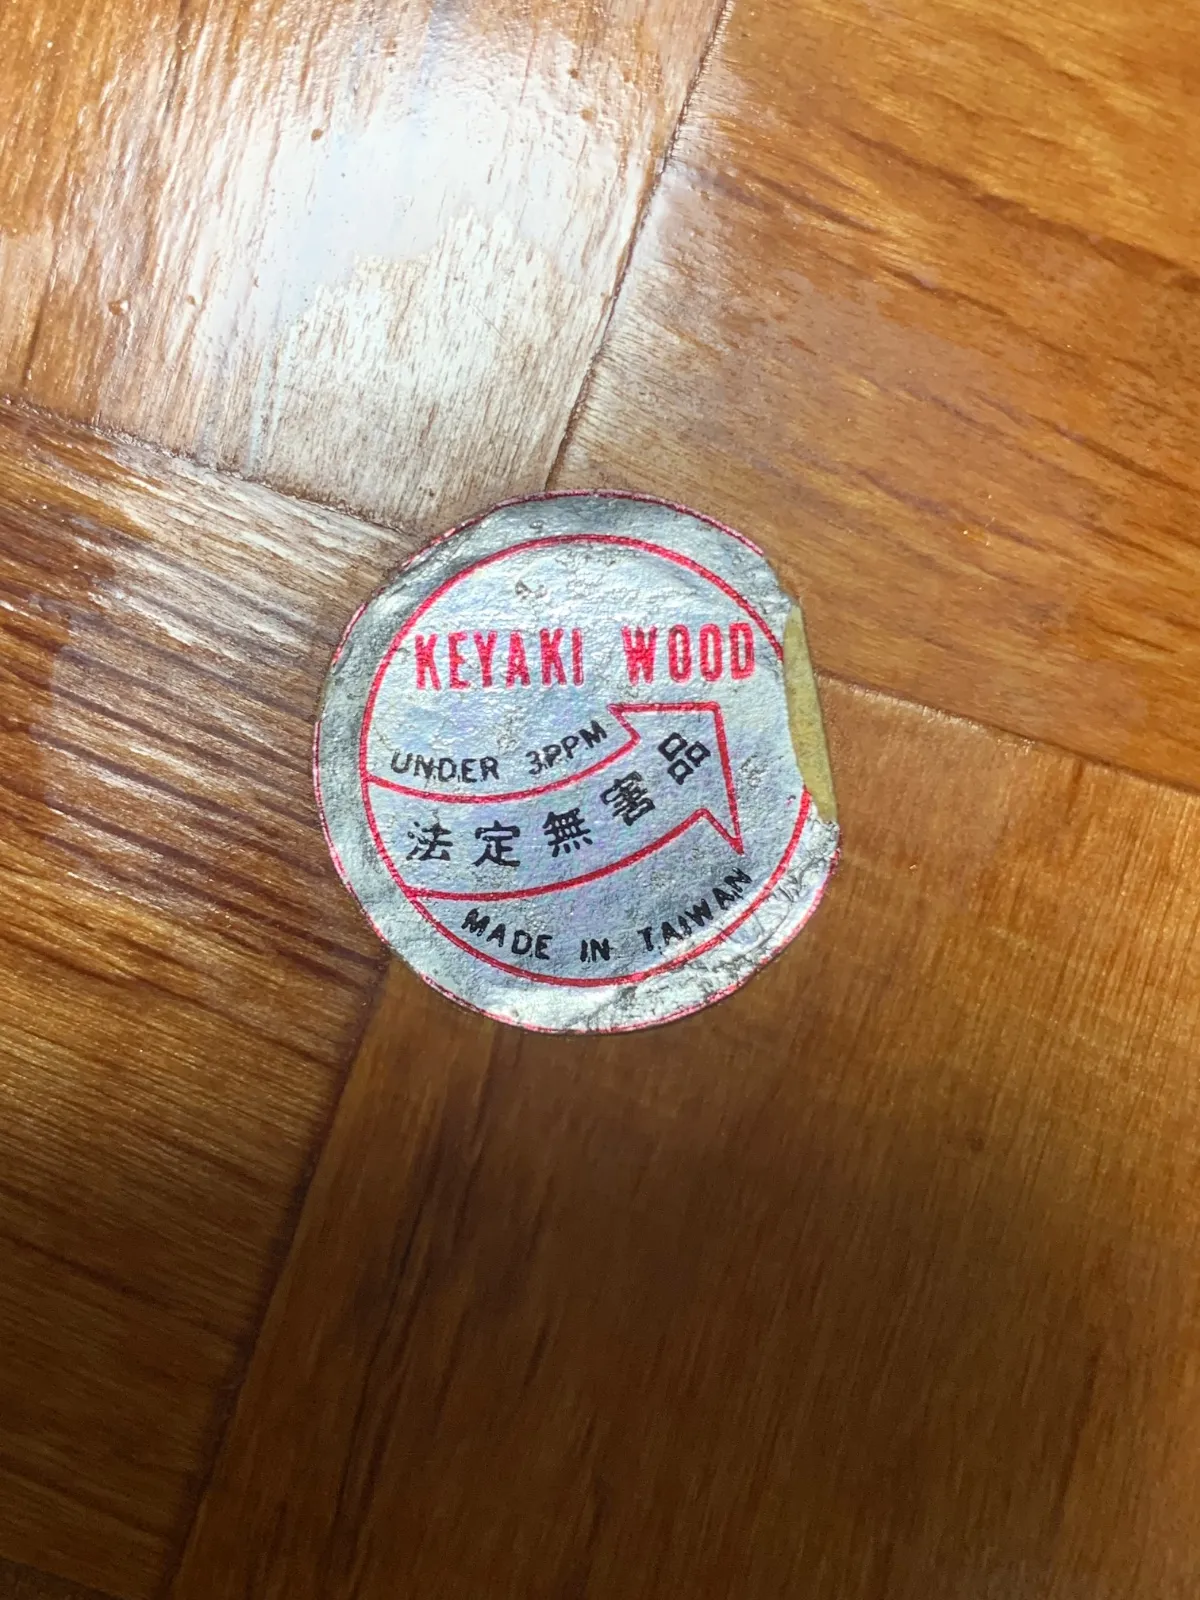 KEYAKI WOOD
UNDER 3PPM
法定無害品
MADE IN TAIWAN